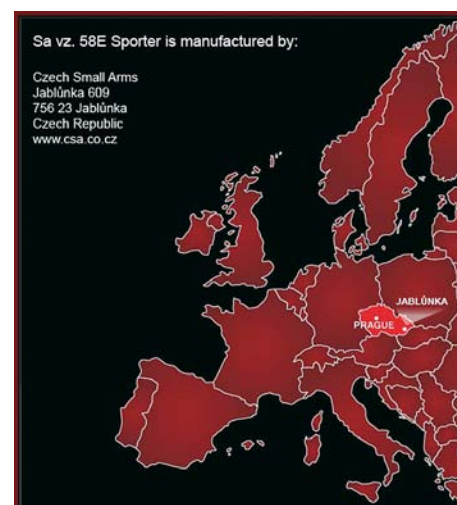 Sa vz. 58E Sporter is manufactured by:
Czech Small Arms
Jablůnka 609
756 23 Jablůnka
Czech Republic
www.csa.co.cz
JABLŮNKA
PRAGUE